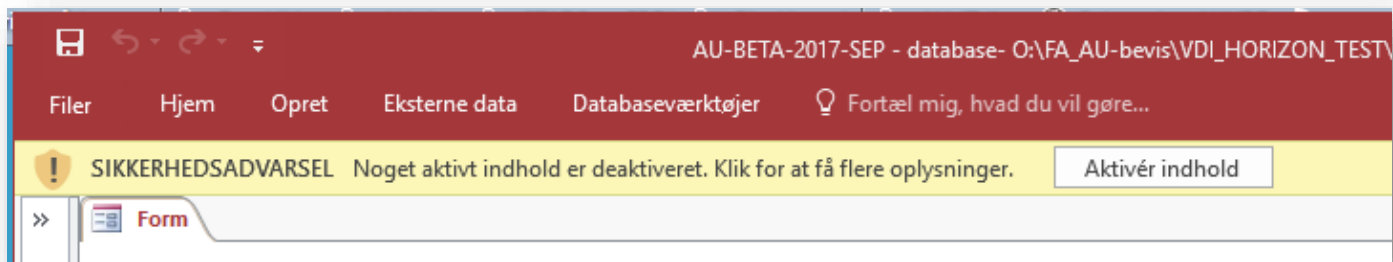 AU-BETA-2017-SEP - database- O:\FA_AU-bevis\VDI_HORIZON_TEST\
Filer Hjem Opret Eksterne data Databaseværktøjer Fortæl mig, hvad du vil gøre...
SIKKERHEDSADVARSEL Noget aktivt indhold er deaktiveret. Klik for at få flere oplysninger. Aktivér indhold
Form